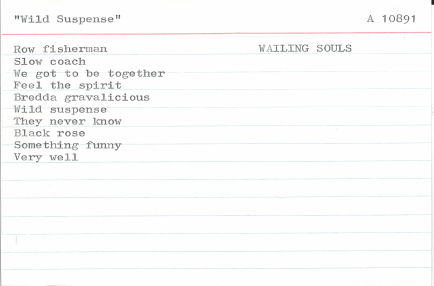 "Wild Suspense" A 10891
Row fisherman WAILING SOULS
Slow coach
We got to be together
Feel the spirit
Bredda gravalicious
Wild suspense
They never know
Black rose
Something funny
Very well